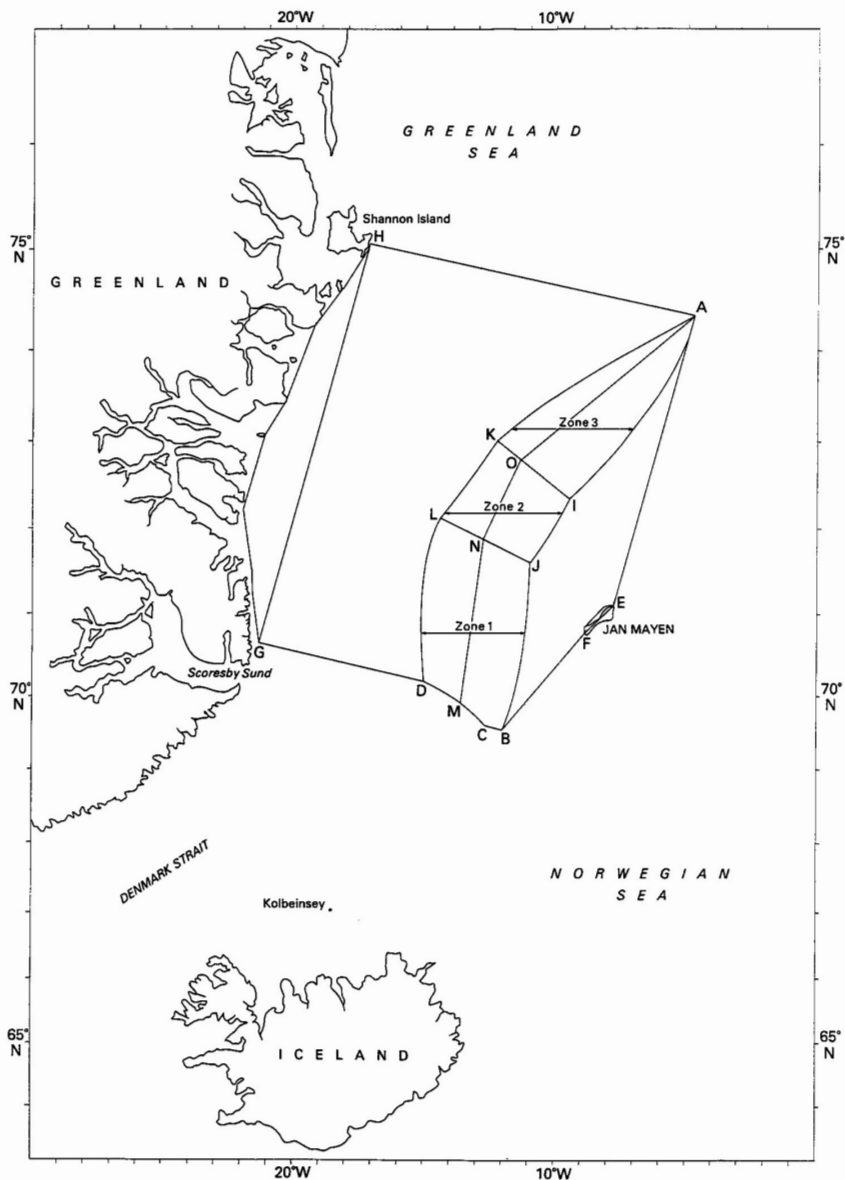 20°W 10°W
GREENLAND
SEA
Shannon Island
H
75°
N
75°
N
GREENLAND
A
Zone 3
K
O
I
Zone 2
L
N
J
E
JAN MAYEN
F
Zone 1
G
Scoresby Sund
D
70°
N
70°
N
M
C B
DENMARK STRAIT
NORWEGIAN
SEA
Kolbeinsey
65°
N
65°
N
ICELAND
20°W 10°W